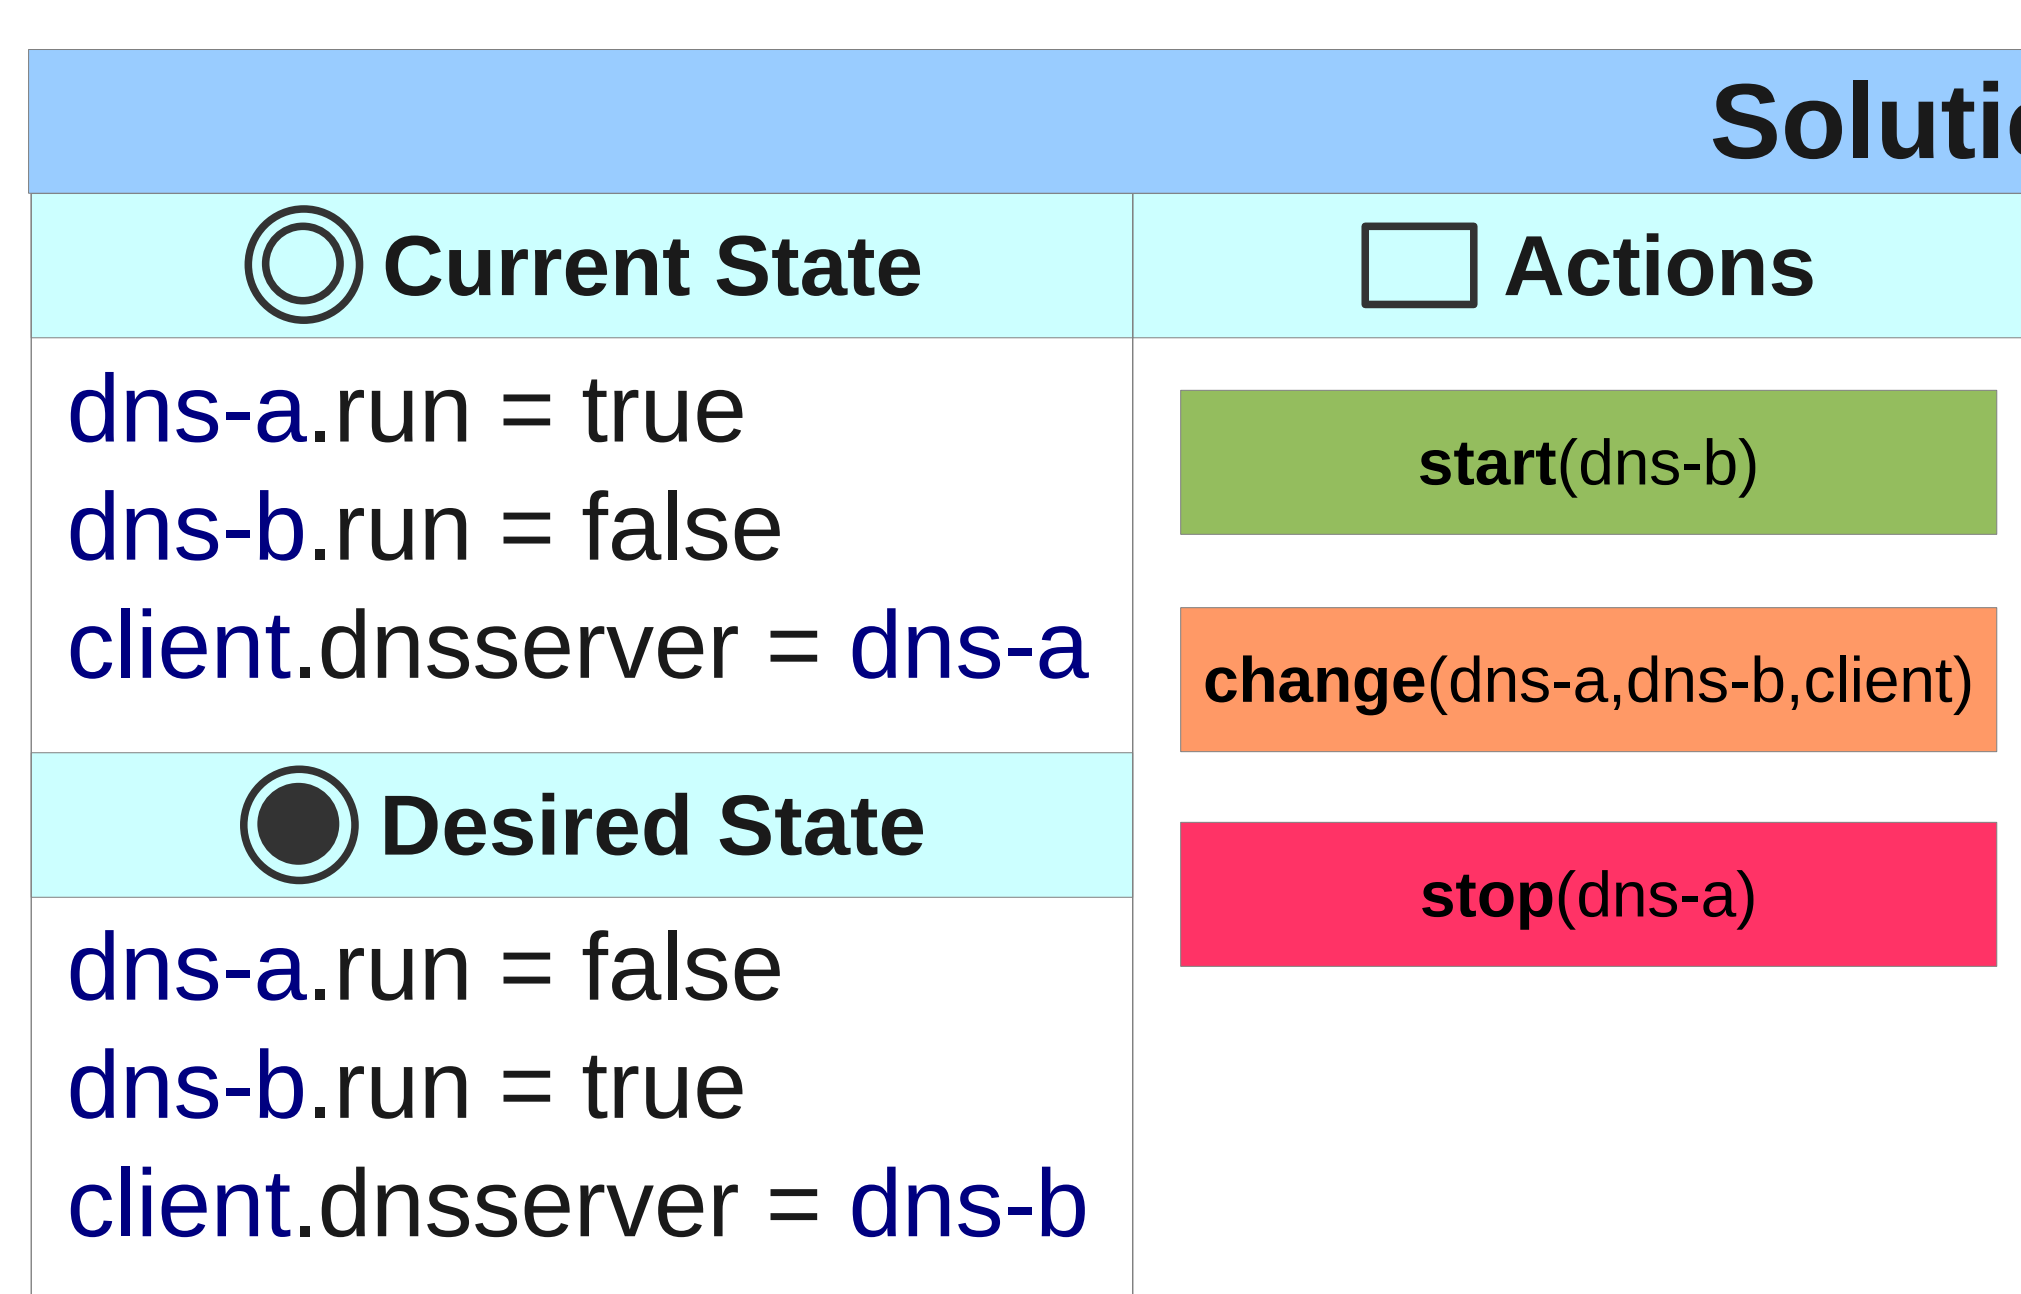 Solutio
Current State
dns-a.run = true
dns-b.run = false
client.dnsserver = dns-a
Desired State
dns-a.run = false
dns-b.run = true
client.dnsserver = dns-b
Actions
start(dns-b)
change(dns-a,dns-b,client)
stop(dns-a)